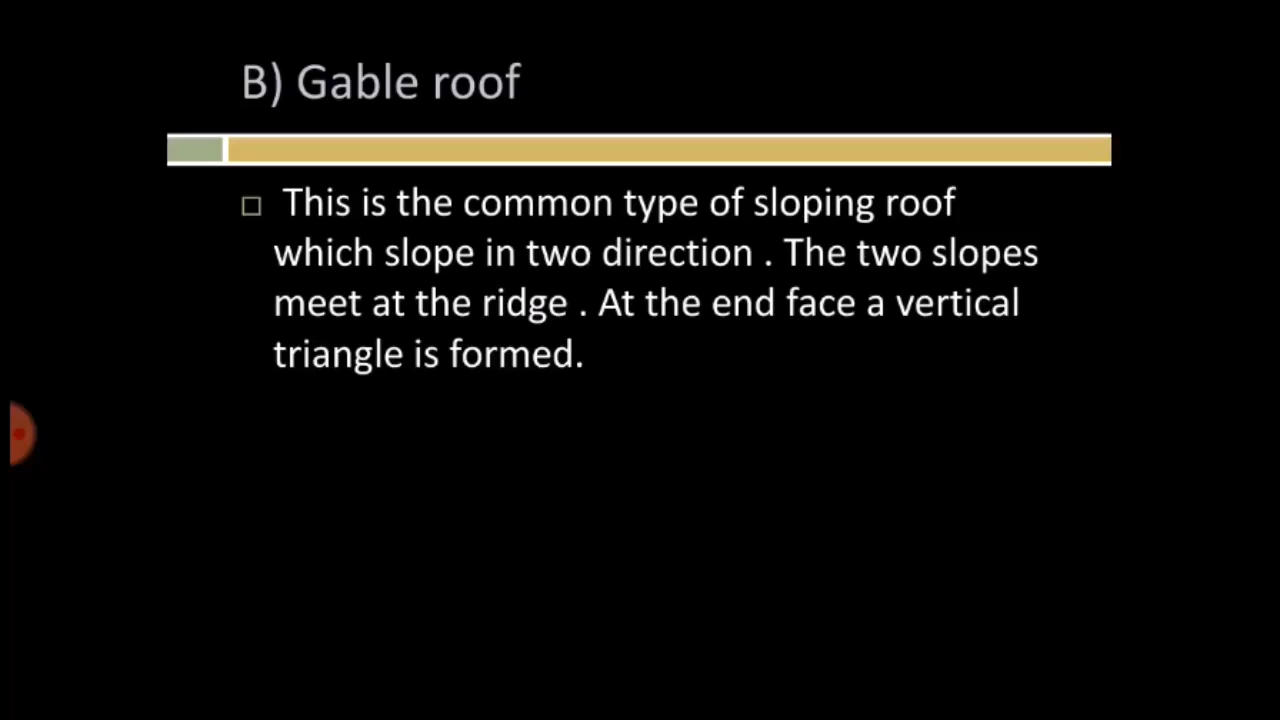 B) Gable roof
This is the common type of sloping roof
which slope in two direction . The two slopes
meet at the ridge . At the end face a vertical
triangle is formed.